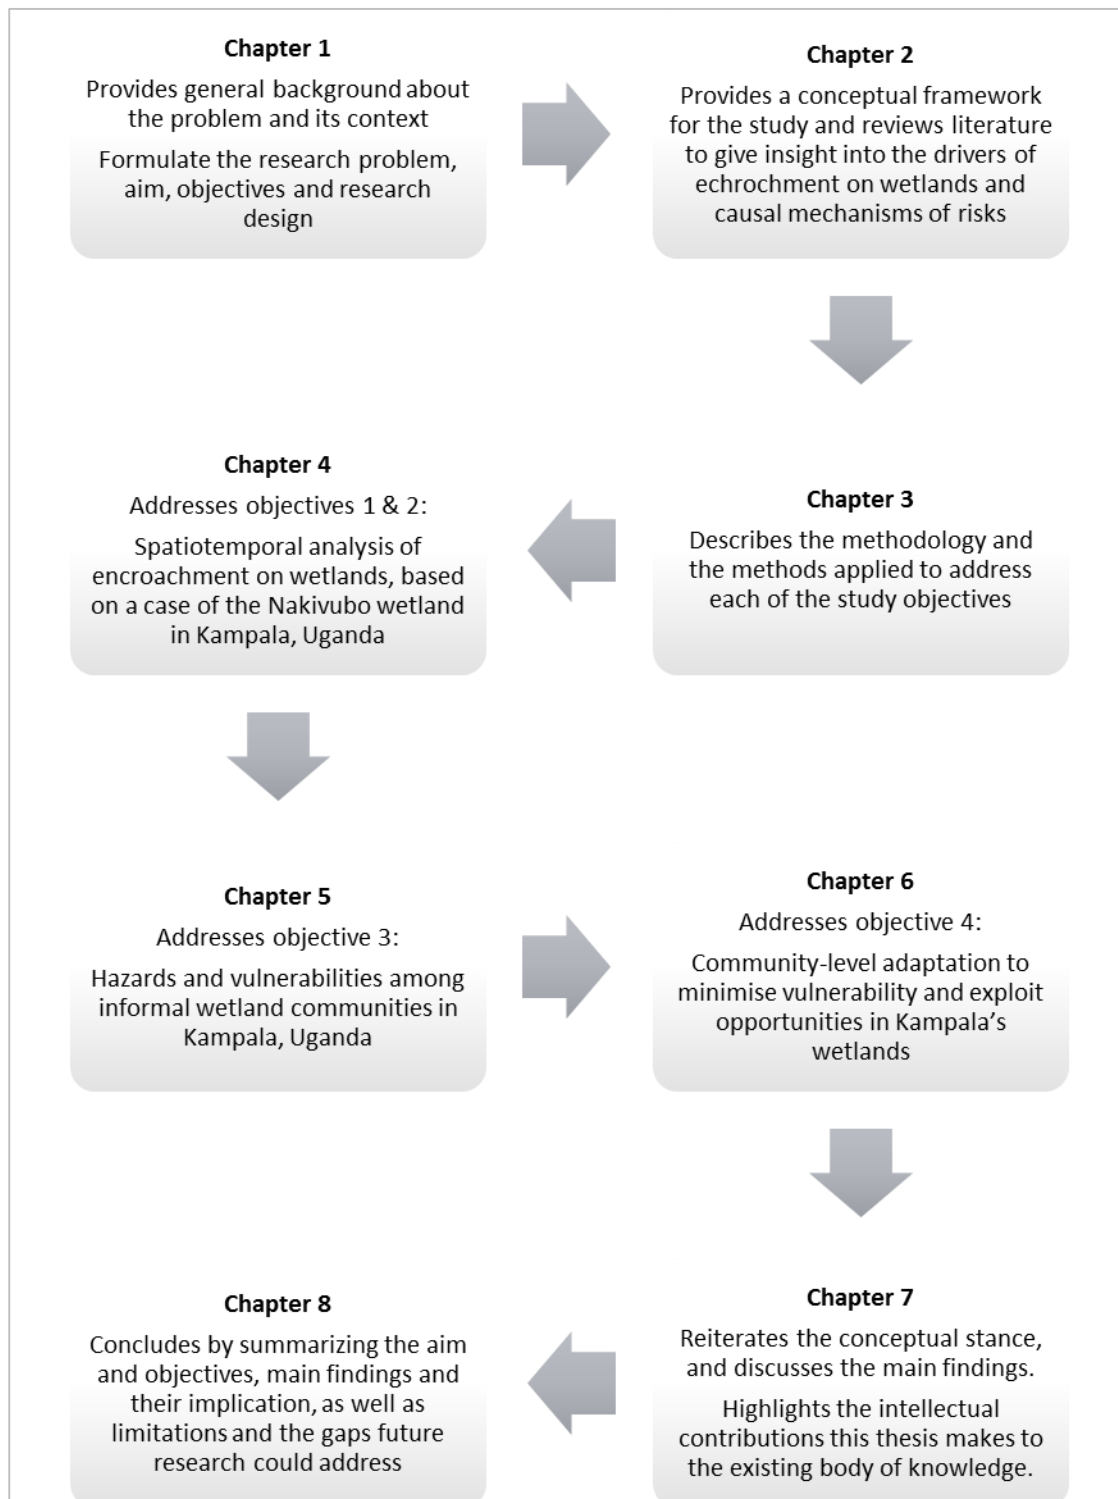 Chapter 1
Provides general background about
the problem and its context
Formulate the research problem,
aim, objectives and research
design
Chapter 2
Provides a conceptual framework
for the study and reviews literature
to give insight into the drivers of
echrochment on wetlands and
causal mechanisms of risks
Chapter 3
Describes the methodology and
the methods applied to address
each of the study objectives
Chapter 4
Addresses objectives 1 & 2:
Spatiotemporal analysis of
encroachment on wetlands, based
on a case of the Nakivubo wetland
in Kampala, Uganda
Chapter 5
Addresses objective 3:
Hazards and vulnerabilities among
informal wetland communities in
Kampala, Uganda
Chapter 6
Addresses objective 4:
Community-level adaptation to
minimise vulnerability and exploit
opportunities in Kampala’s
wetlands
Chapter 7
Reiterates the conceptual stance,
and discusses the main findings.
Highlights the intellectual
contributions this thesis makes to
the existing body of knowledge.
Chapter 8
Concludes by summarizing the aim
and objectives, main findings and
their implication, as well as
limitations and the gaps future
research could address